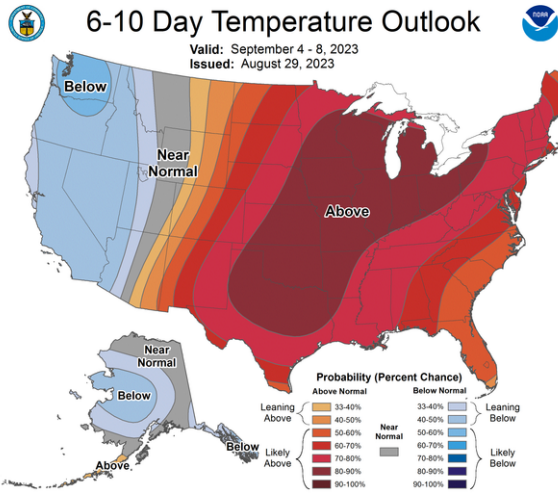 6-10 Day Temperature Outlook
Valid: September 4 - 8, 2023
Issued: August 29, 2023
NOAA
Below
Near
Normal
Above
Near
Normal
Below
Above
Below
Probability (Percent Chance)
Above Normal
Below Normal
Leaning
Above
33-40%
40-50%
Likely
Above
50-60%
60-70%
70-80%
80-90%
90-100%
Near
Normal
33-40%
40-50%
Leaning
Below
50-60%
60-70%
70-80%
80-90%
90-100%
Likely
Below